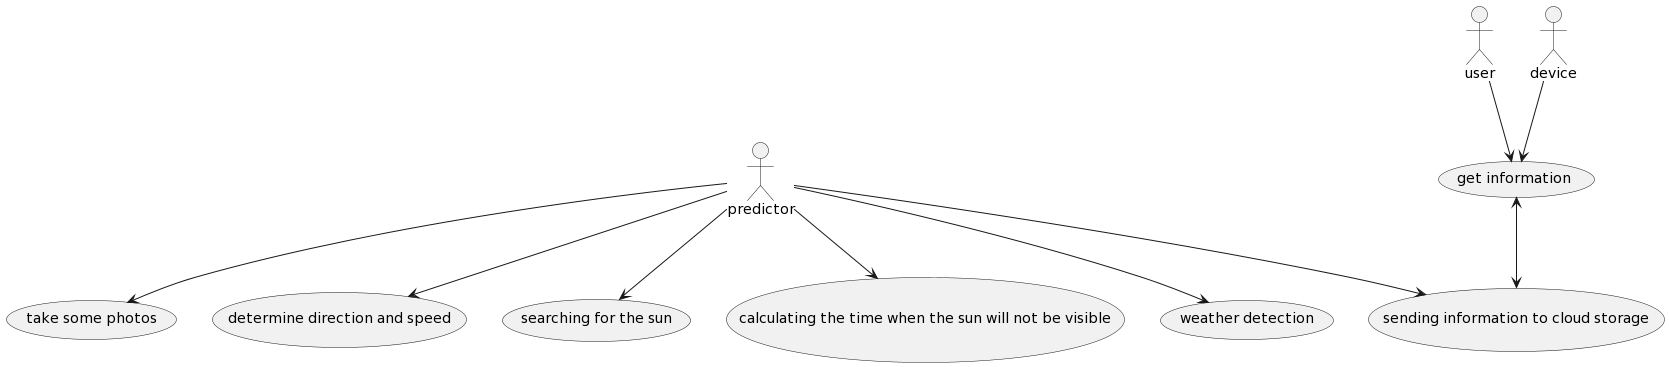 user
device
get information
predictor
take some photos
determine direction and speed
searching for the sun
calculating the time when the sun will not be visible
weather detection
sending information to cloud storage